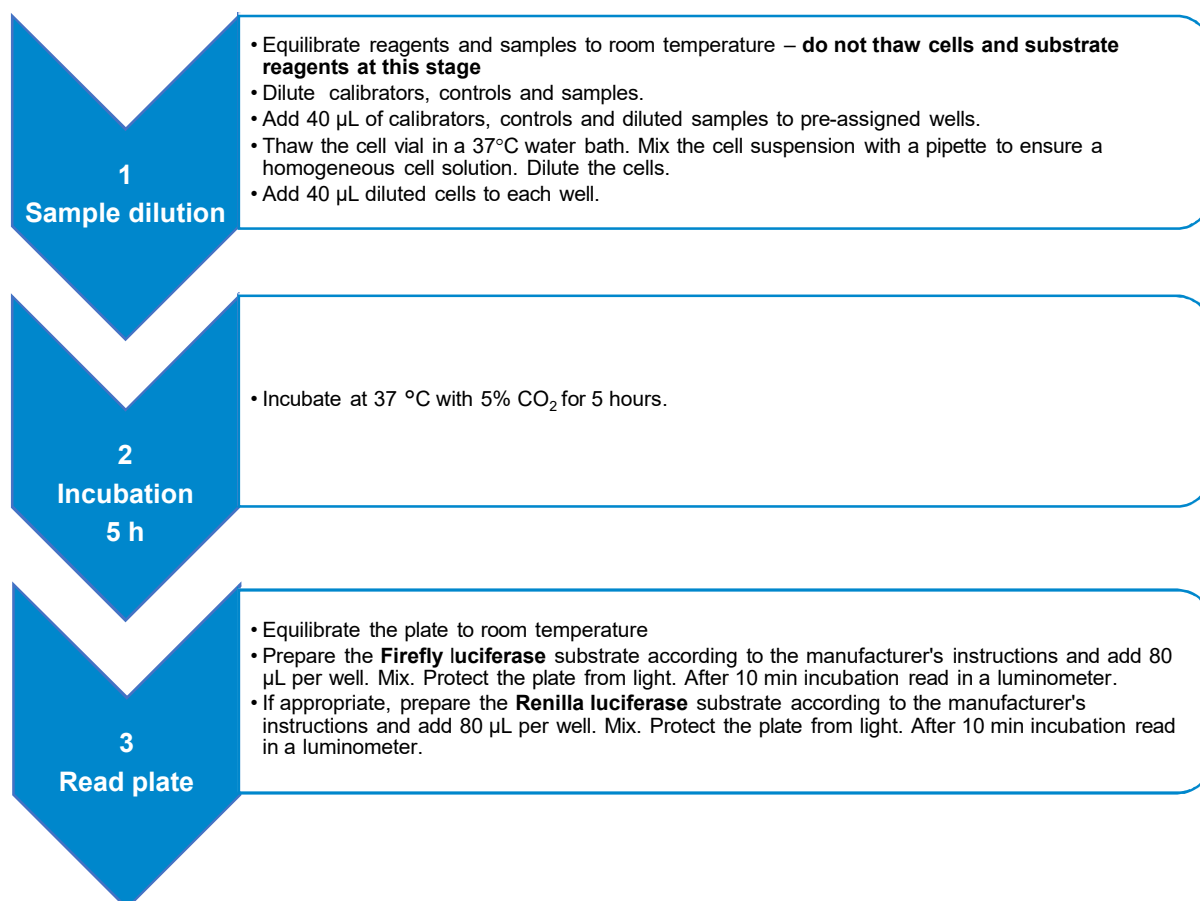 1
Sample dilution
• Equilibrate reagents and samples to room temperature – do not thaw cells and substrate
reagents at this stage
• Dilute calibrators, controls and samples.
• Add 40 µL of calibrators, controls and diluted samples to pre-assigned wells.
• Thaw the cell vial in a 37°C water bath. Mix the cell suspension with a pipette to ensure a
homogeneous cell solution. Dilute the cells.
• Add 40 µL diluted cells to each well.
2
Incubation
5 h
• Incubate at 37 °C with 5% CO₂ for 5 hours.
3
Read plate
• Equilibrate the plate to room temperature
• Prepare the Firefly luciferase substrate according to the manufacturer's instructions and add 80
µL per well. Mix. Protect the plate from light. After 10 min incubation read in a luminometer.
• If appropriate, prepare the Renilla luciferase substrate according to the manufacturer's
instructions and add 80 µL per well. Mix. Protect the plate from light. After 10 min incubation read
in a luminometer.